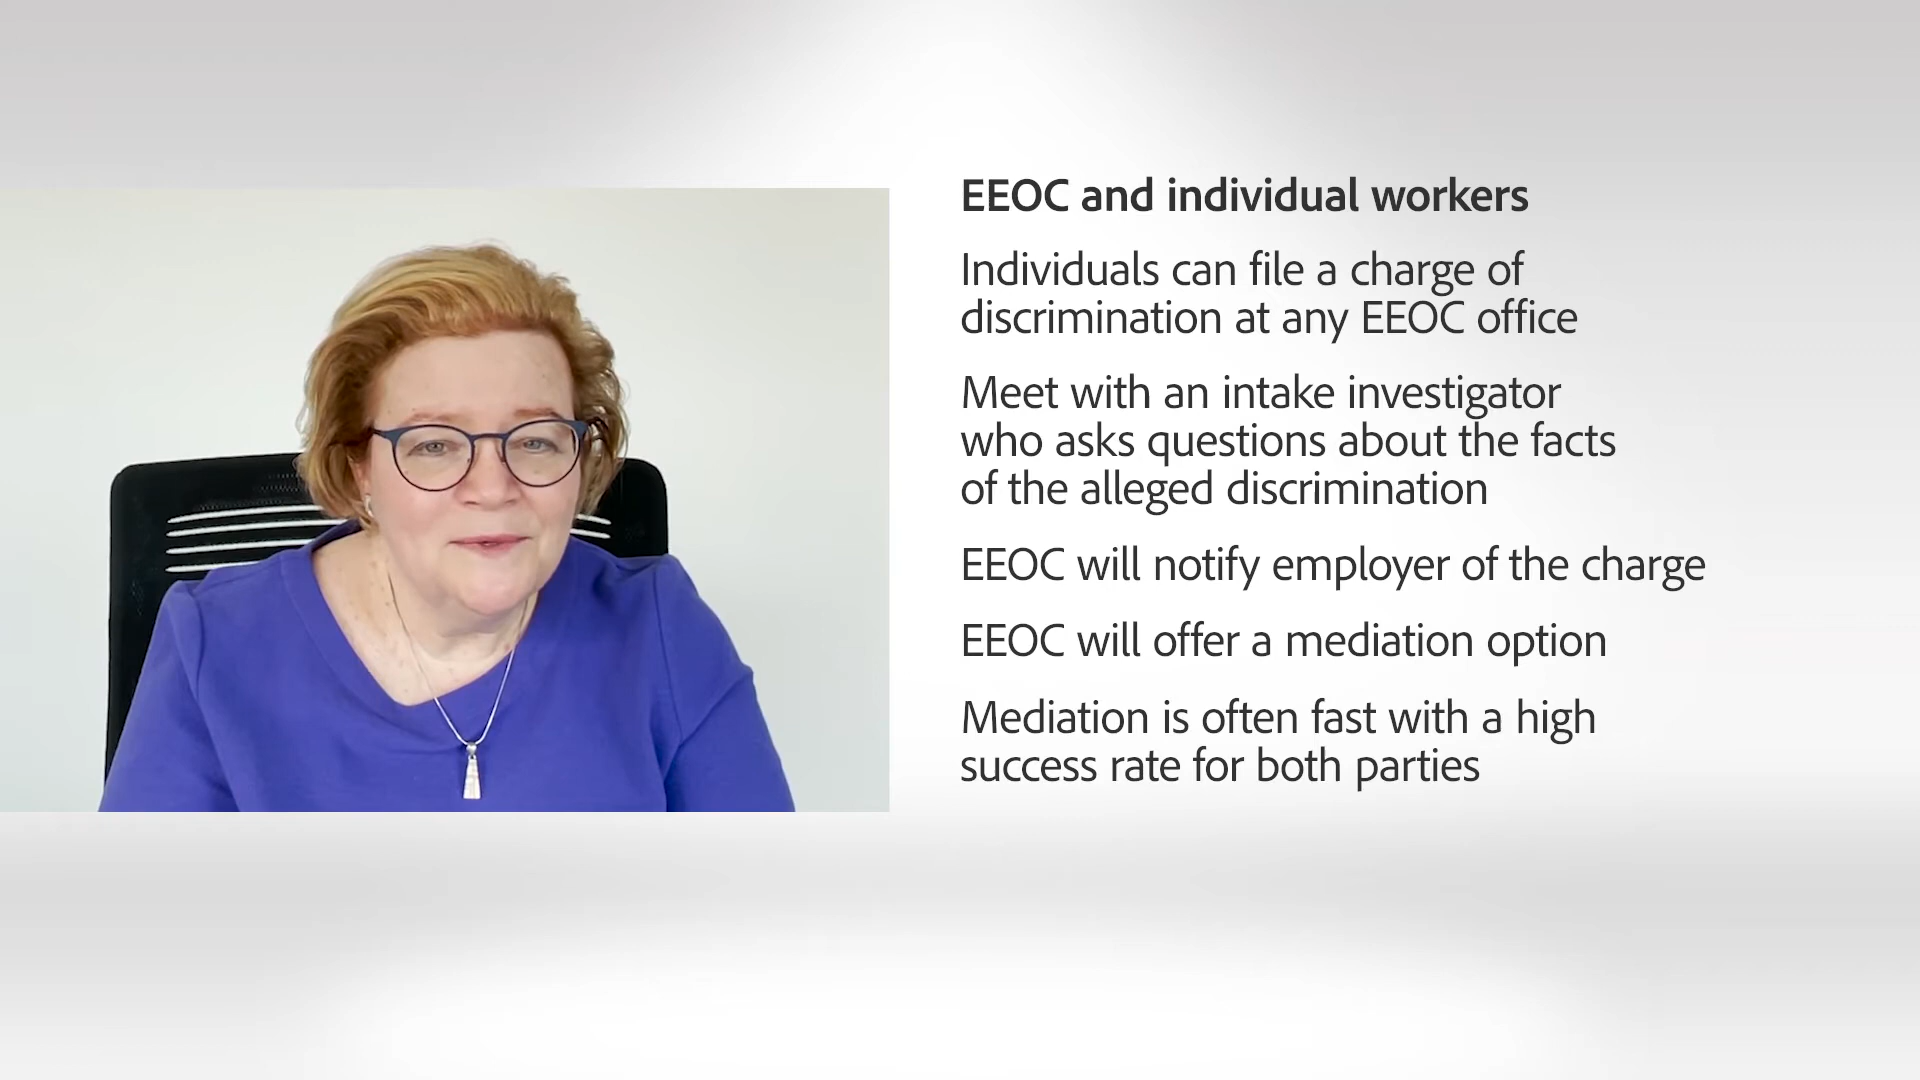 EEOC and individual workers
Individuals can file a charge of
discrimination at any EEOC office
Meet with an intake investigator
who asks questions about the facts
of the alleged discrimination
EEOC will notify employer of the charge
EEOC will offer a mediation option
Mediation is often fast with a high
success rate for both parties